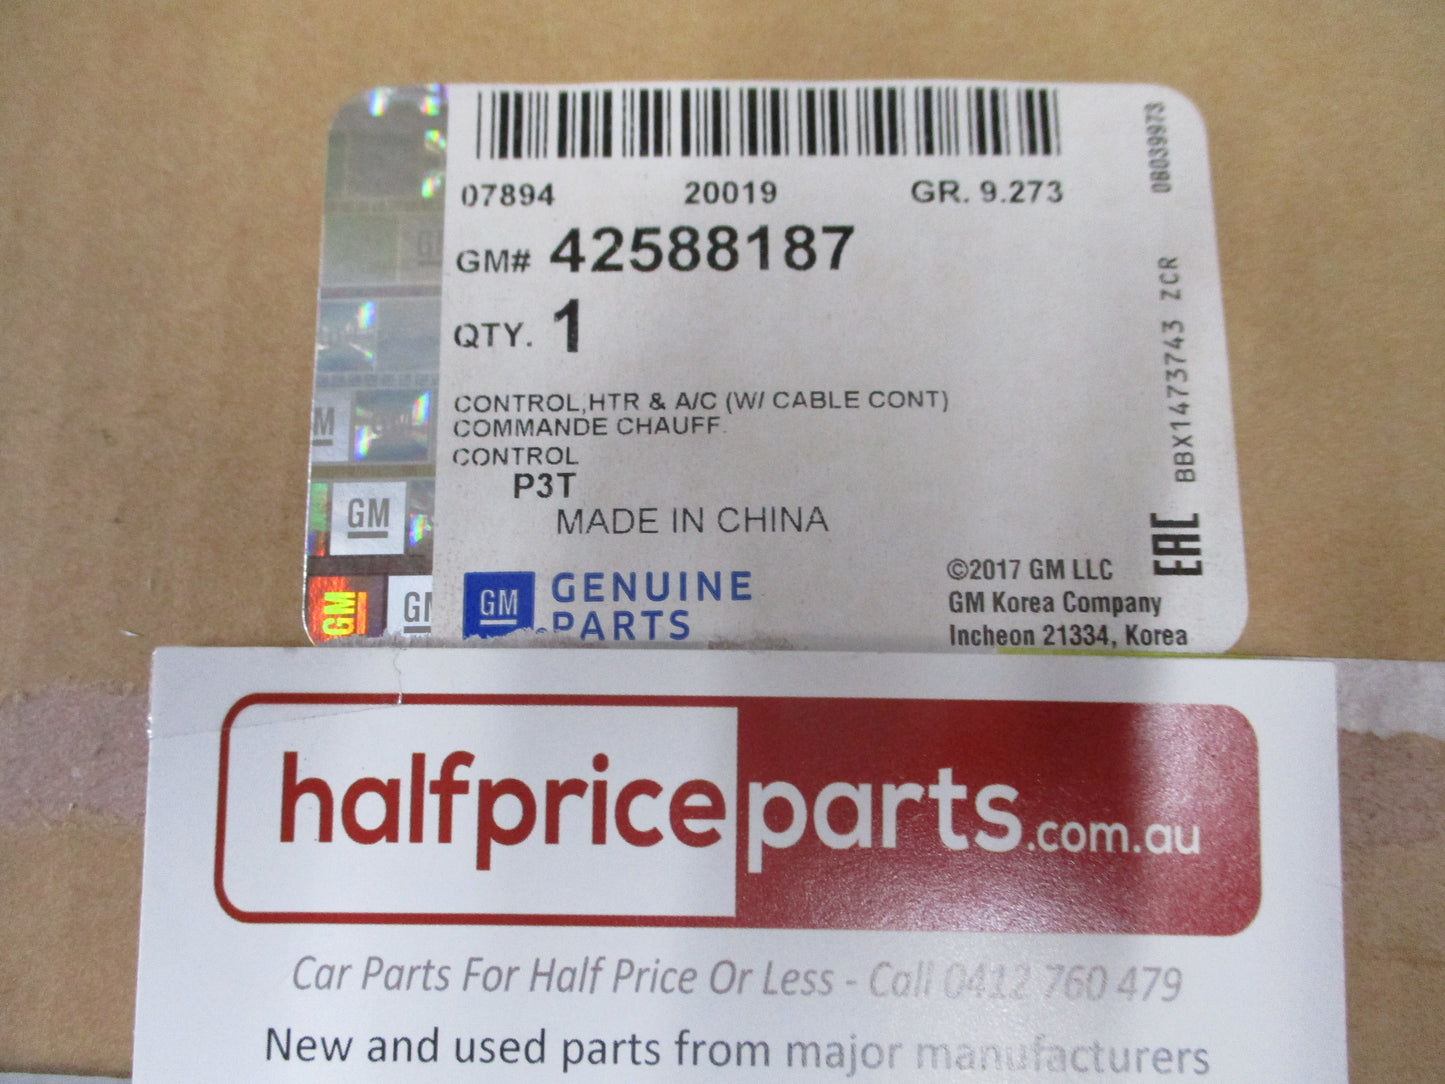 07894 20019 GR. 9.273
GM# 42588187
QTY. 1
CONTROL,HTR & A/C (W/ CABLE CONT)
COMMANDE CHAUFF.
CONTROL
P3T
MADE IN CHINA
GM GENUINE
PARTS
©2017 GM LLC
GM Korea Company
Incheon 21334, Korea
0B039973
BBX1473743 ZCR
EAC
GM
GM
GM
halfpriceparts.com.au
Car Parts For Half Price Or Less - Call 0412 760 479
New and used parts from major manufacturers